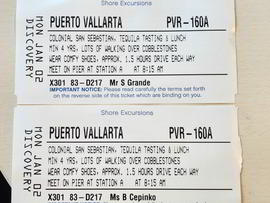 Shore Excursions
PUERTO VALLARTA PVR-160A
COLONIAL SAN SEBASTIAN, TEQUILA TASTING & LUNCH
MIN 4 YRS, LOTS OF WALKING OVER COBBLESTONES
WEAR COMFY SHOES, APPROX. 1.5 HOURS DRIVE EACH WAY
MEET ON PIER AT STATION A AT 8:15 AM
X301 83-D217 Mr S Grande
IMPORTANT NOTICE: Please read carefully the terms set forth
on the reverse side of this ticket which are binding on you.
MON JAN 02
DISCOVERY
Shore Excursions
PUERTO VALLARTA PVR-160A
COLONIAL SAN SEBASTIAN, TEQUILA TASTING & LUNCH
MIN 4 YRS, LOTS OF WALKING OVER COBBLESTONES
WEAR COMFY SHOES, APPROX. 1.5 HOURS DRIVE EACH WAY
MEET ON PIER AT STATION A AT 8:15 AM
X301 83-D217 Ms B Cepinko
MON JAN 02
DISCOVERY